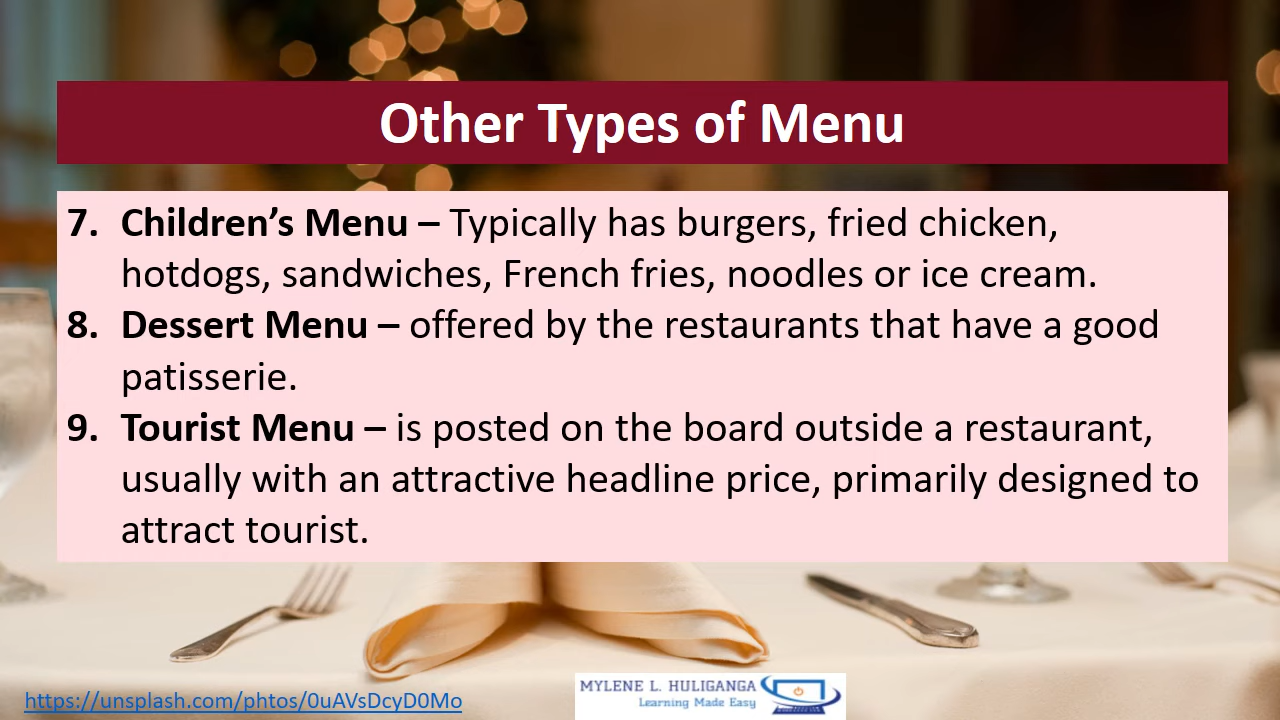 Other Types of Menu
7. Children’s Menu – Typically has burgers, fried chicken,
hotdogs, sandwiches, French fries, noodles or ice cream.
8. Dessert Menu – offered by the restaurants that have a good
patisserie.
9. Tourist Menu – is posted on the board outside a restaurant,
usually with an attractive headline price, primarily designed to
attract tourist.
https://unsplash.com/phtos/0uAVsDcyD0Mo
MYLENE L. HULIGANGA
Learning Made Easy